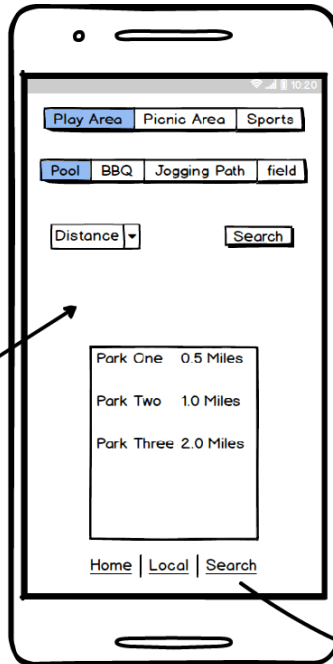 10:20
Play Area Picnic Area Sports
Pool BBQ Jogging Path field
Distance Search
Park One 0.5 Miles
Park Two 1.0 Miles
Park Three 2.0 Miles
Home Local Search